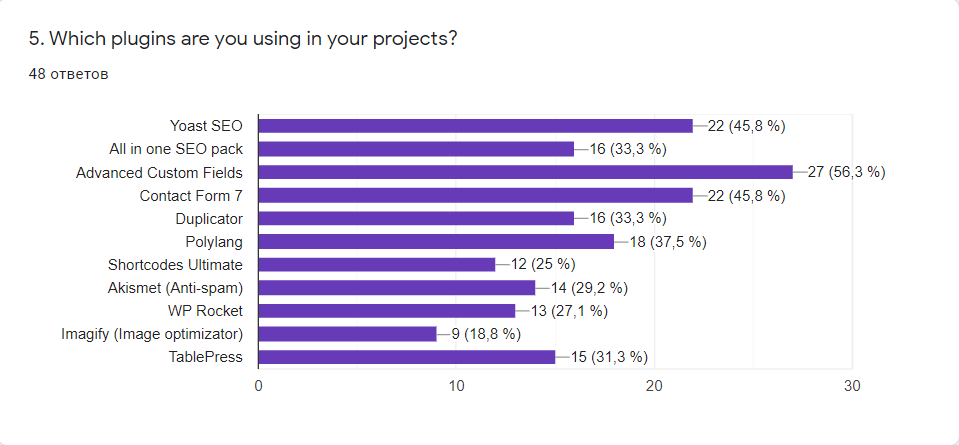 5. Which plugins are you using in your projects?
48 ответов
Yoast SEO 22 (45,8 %)
All in one SEO pack 16 (33,3 %)
Advanced Custom Fields 27 (56,3 %)
Contact Form 7 22 (45,8 %)
Duplicator 16 (33,3 %)
Polylang 18 (37,5 %)
Shortcodes Ultimate 12 (25 %)
Akismet (Anti-spam) 14 (29,2 %)
WP Rocket 13 (27,1 %)
Imagify (Image optimizator) 9 (18,8 %)
TablePress 15 (31,3 %)
0 10 20 30